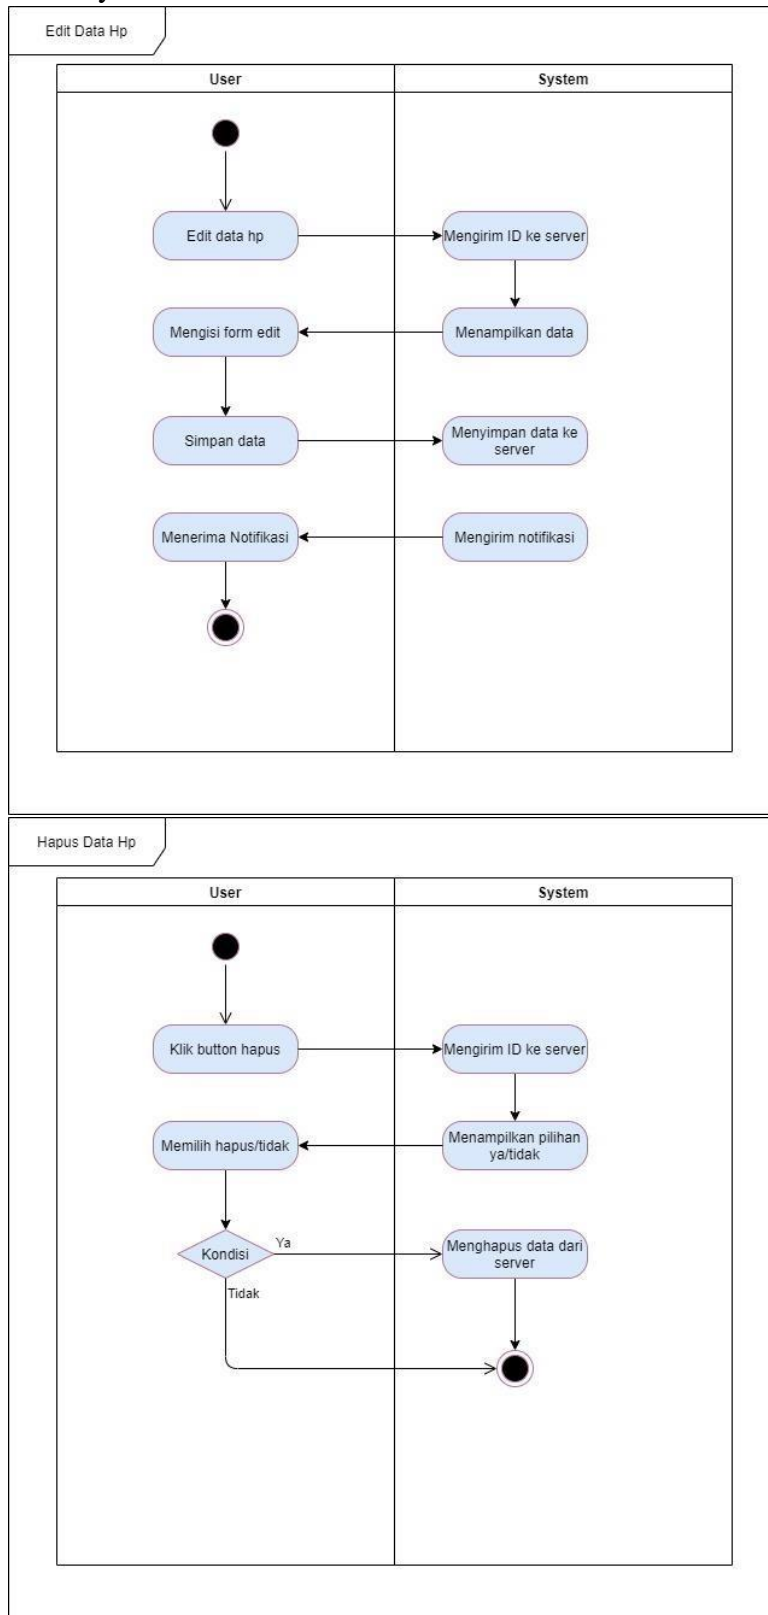 Edit Data Hp
User
System
Edit data hp
Mengirim ID ke server
Mengisi form edit
Menampilkan data
Simpan data
Menyimpan data ke
server
Menerima Notifikasi
Mengirim notifikasi
Hapus Data Hp
User
System
Klik button hapus
Mengirim ID ke server
Memilih hapus/tidak
Menampilkan pilihan
ya/tidak
Kondisi
Ya
Menghapus data dari
server
Tidak